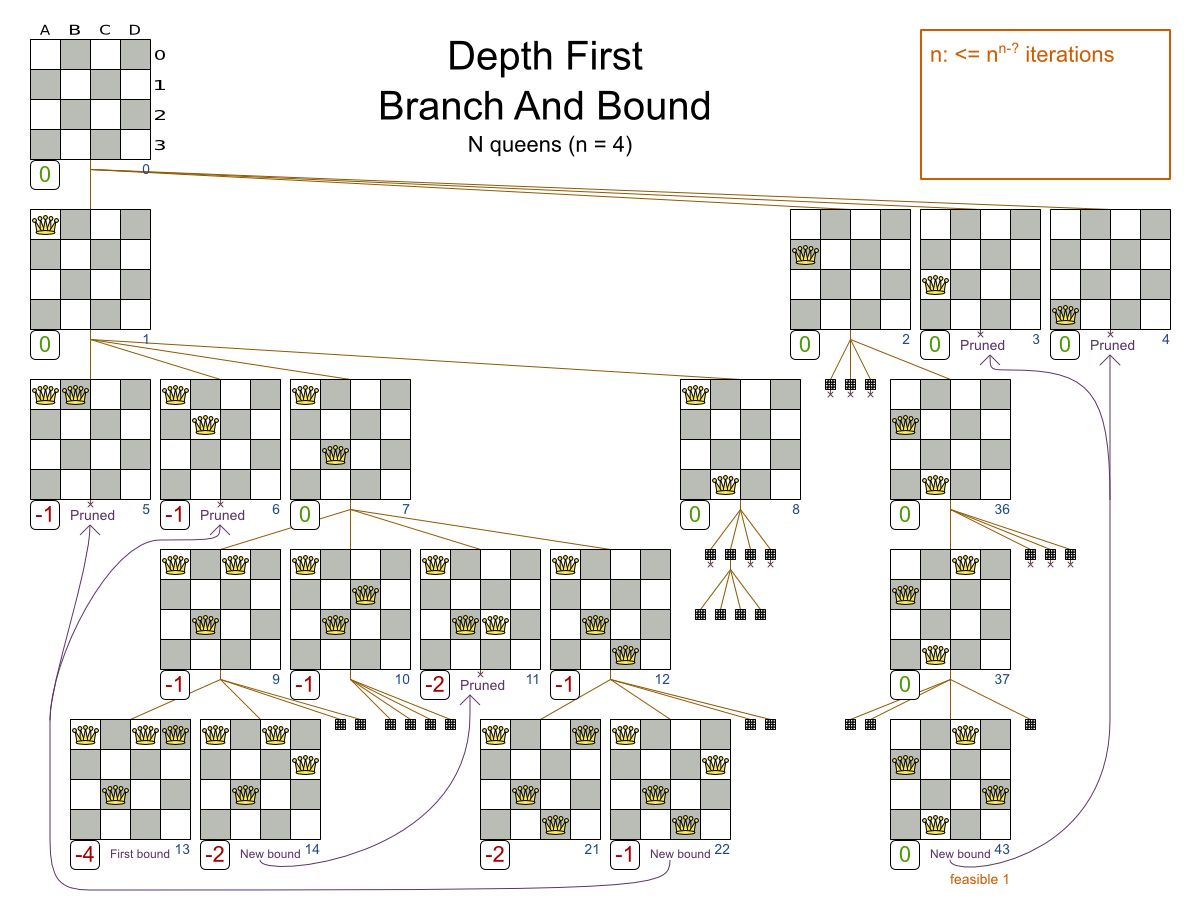 Depth First
Branch And Bound
N queens (n = 4)
n: <= n^n-? iterations
A B C D
0
1
2
3
0 0
0 1
0 2
0 Pruned 3
0 Pruned 4
-1 Pruned 5
-1 Pruned 6
0 7
0 8
0 36
-1 9
-1 10
-2 Pruned 11
-1 12
0 37
-4 First bound 13
-2 New bound 14
-2 21
-1 New bound 22
0 New bound 43
feasible 1